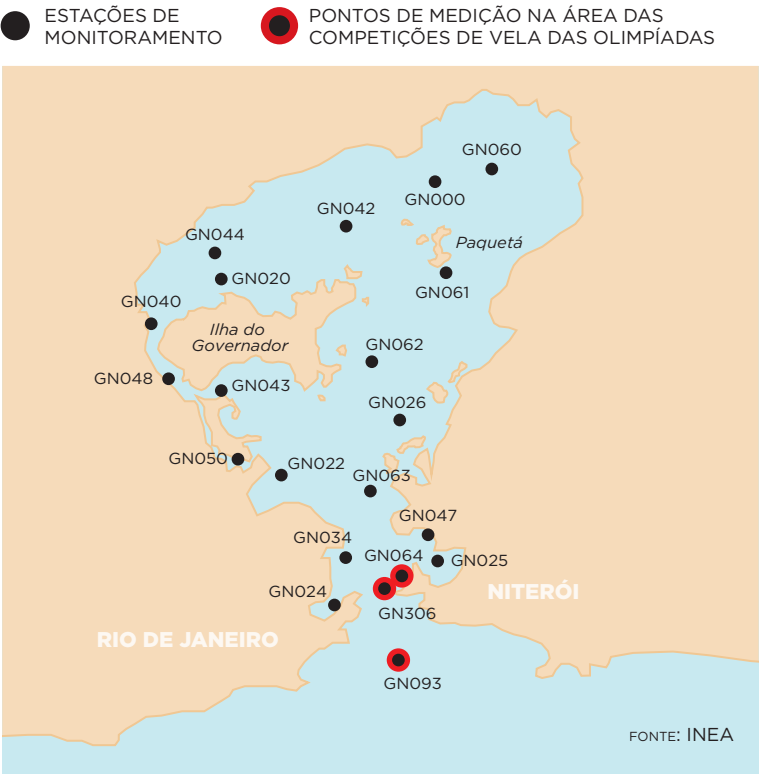 ESTAÇÕES DE
MONITORAMENTO
PONTOS DE MEDIÇÃO NA ÁREA DAS
COMPETIÇÕES DE VELA DAS OLIMPÍADAS
GN060
GN000
GN042
GN044
Paquetá
GN020
GN061
GN040
Ilha do
Governador
GN062
GN048
GN043
GN026
GN050
GN022
GN063
GN047
GN034
GN064
GN025
GN024
NITERÓI
GN306
RIO DE JANEIRO
GN093
FONTE: INEA